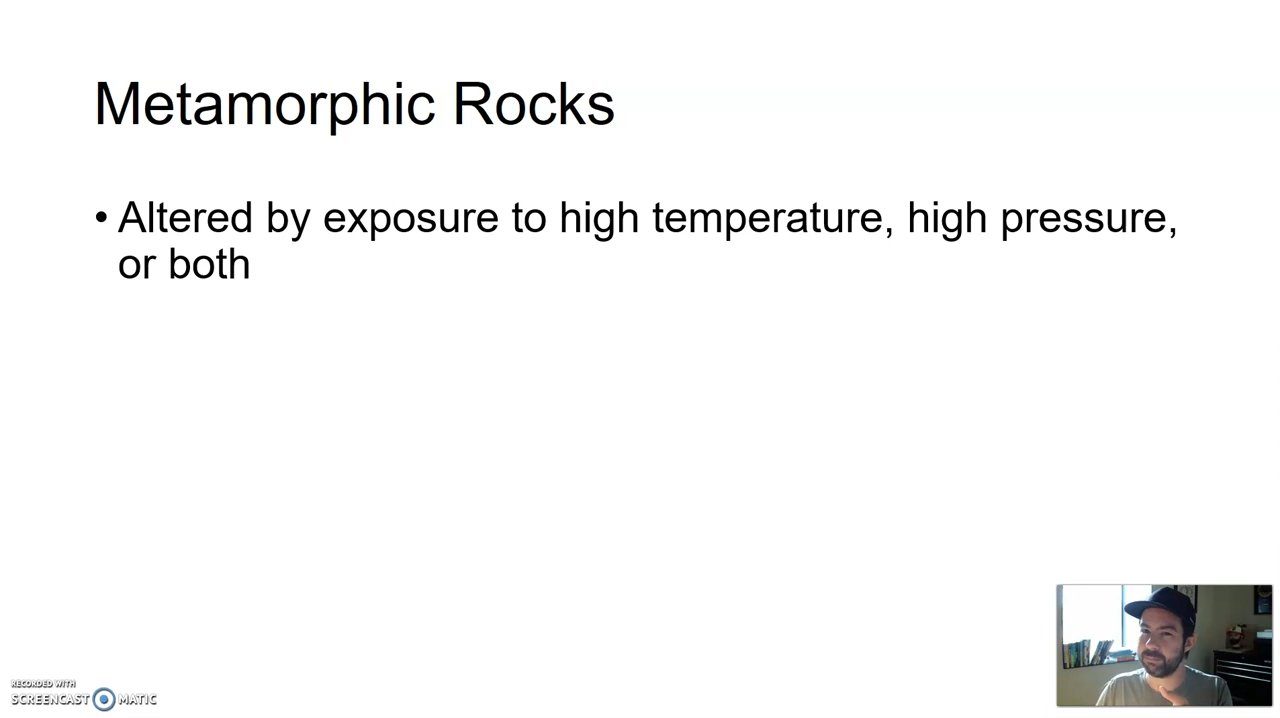 Metamorphic Rocks
• Altered by exposure to high temperature, high pressure,
or both
RECORDED WITH
SCREENCAST MATIC